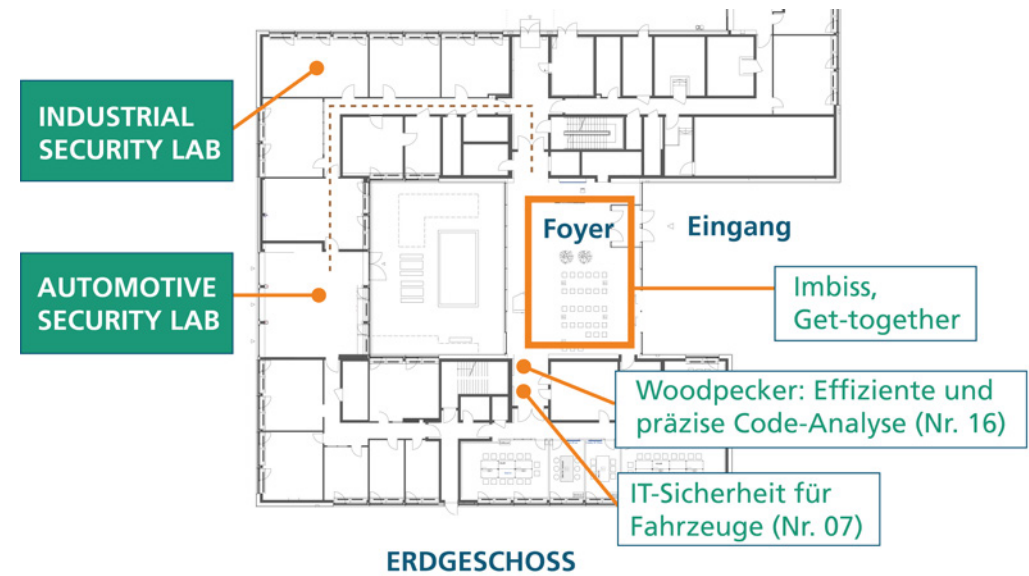 INDUSTRIAL
SECURITY LAB
Foyer
Eingang
AUTOMOTIVE
SECURITY LAB
Imbiss,
Get-together
Woodpecker: Effiziente und
präzise Code-Analyse (Nr. 16)
IT-Sicherheit für
Fahrzeuge (Nr. 07)
ERDGESCHOSS